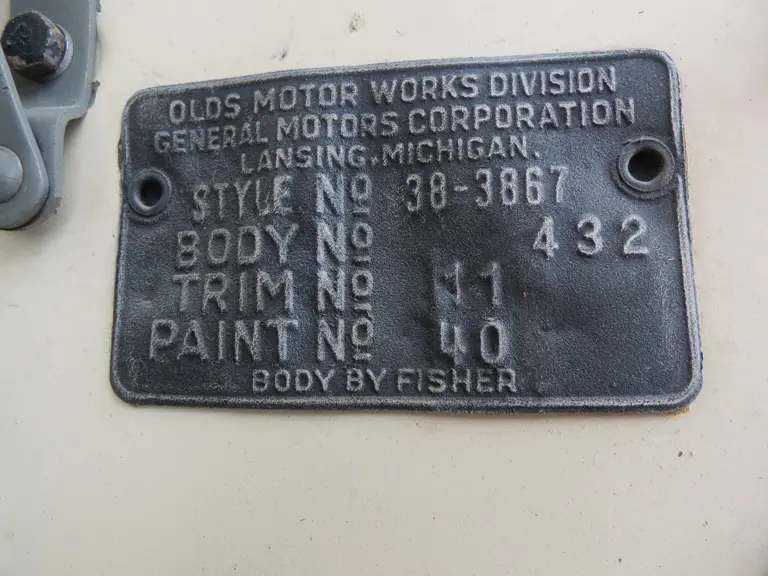 OLDS MOTOR WORKS DIVISION
GENERAL MOTORS CORPORATION
LANSING, MICHIGAN.
STYLE Nº 38-3867
BODY Nº 432
TRIM Nº 11
PAINT Nº 40
BODY BY FISHER